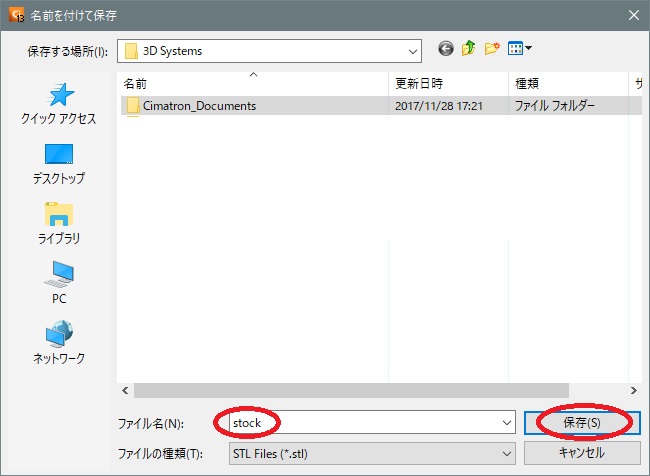 13 名前を付けて保存
保存する場所(I): 3D Systems
名前 更新日時 種類 サ
Cimatron_Documents 2017/11/28 17:21 ファイル フォルダー
クイック アクセス
デスクトップ
ライブラリ
PC
ネットワーク
ファイル名(N): stock 保存(S)
ファイルの種類(T): STL Files (*.stl) キャンセル